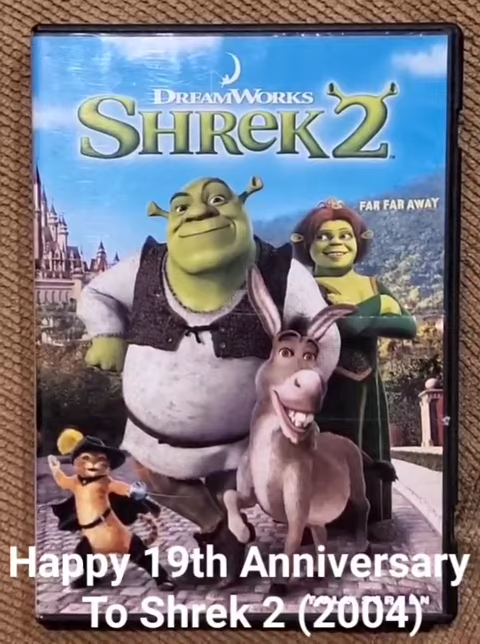 DREAMWORKS
SHREK 2
FAR FAR AWAY
Happy 19th Anniversary
To Shrek 2 (2004)